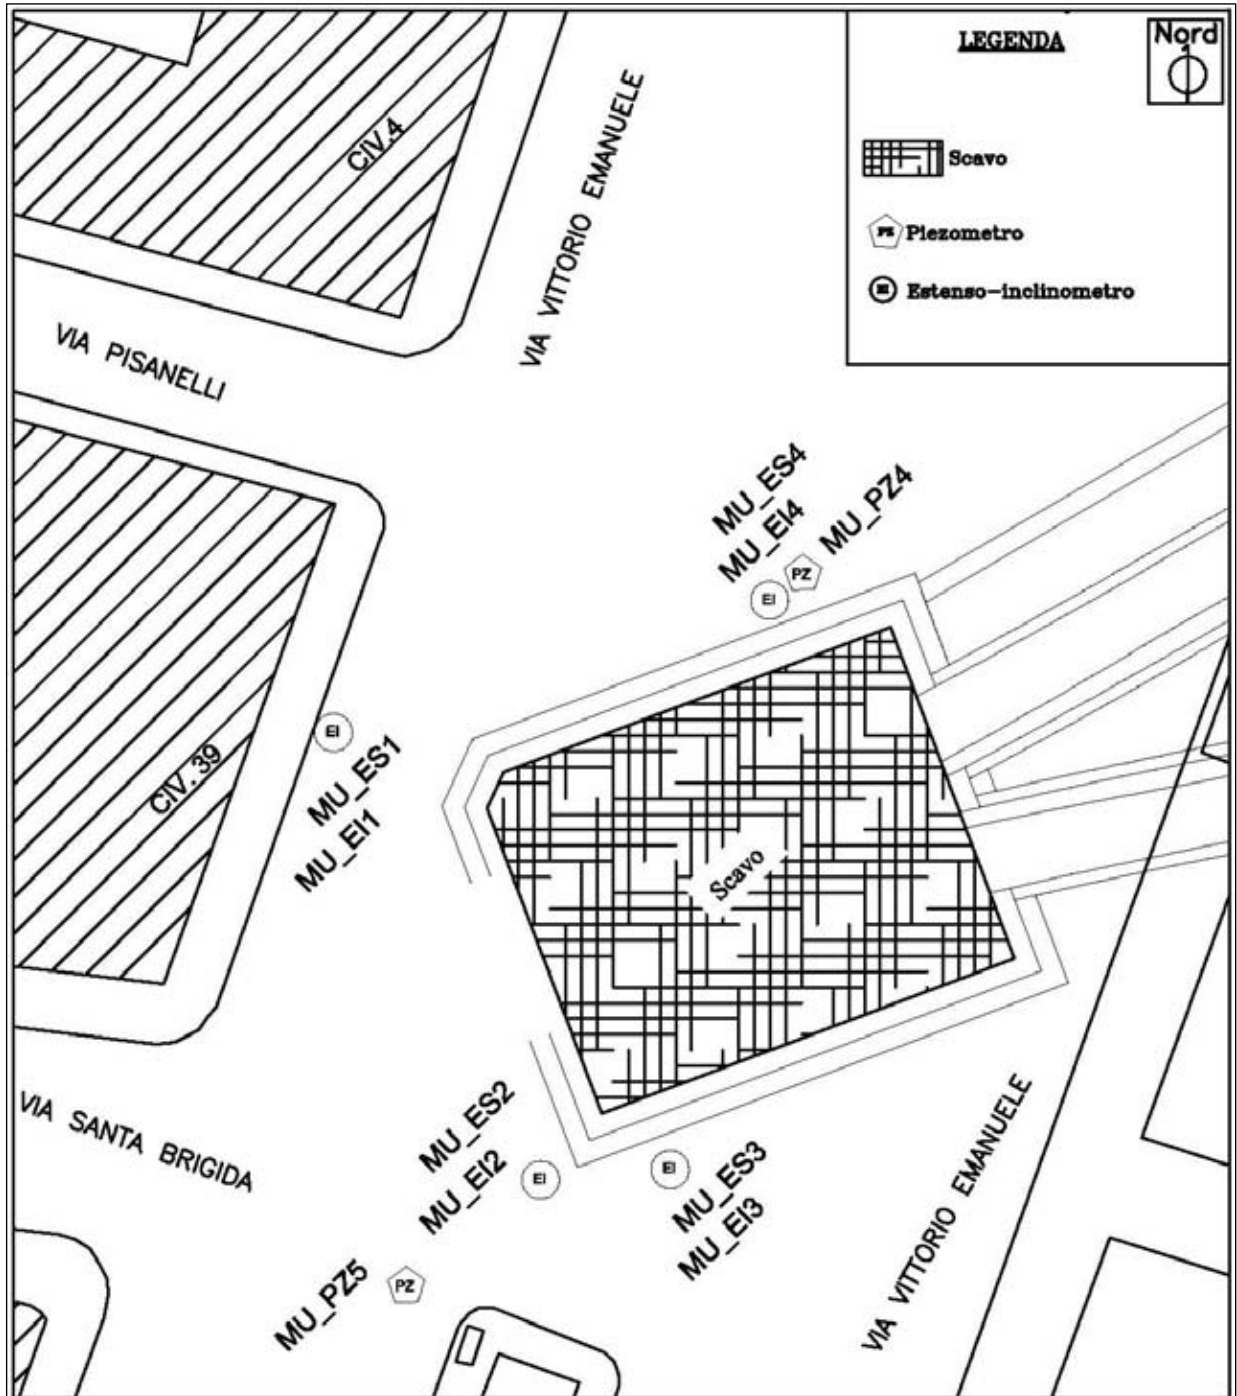 LEGENDA
Nord
Scavo
PZ Piezometro
EI Estenso-inclinometro
CIV.4
VIA VITTORIO EMANUELE
VIA PISANELLI
MU_ES4
MU_EI4
MU_PZ4
PZ
EI
EI
MU_ES1
MU_EI1
CIV.39
Scavo
VIA SANTA BRIGIDA
MU_ES2
MU_EI2
EI
EI
MU_ES3
MU_EI3
MU_PZ5
PZ
VIA VITTORIO EMANUELE